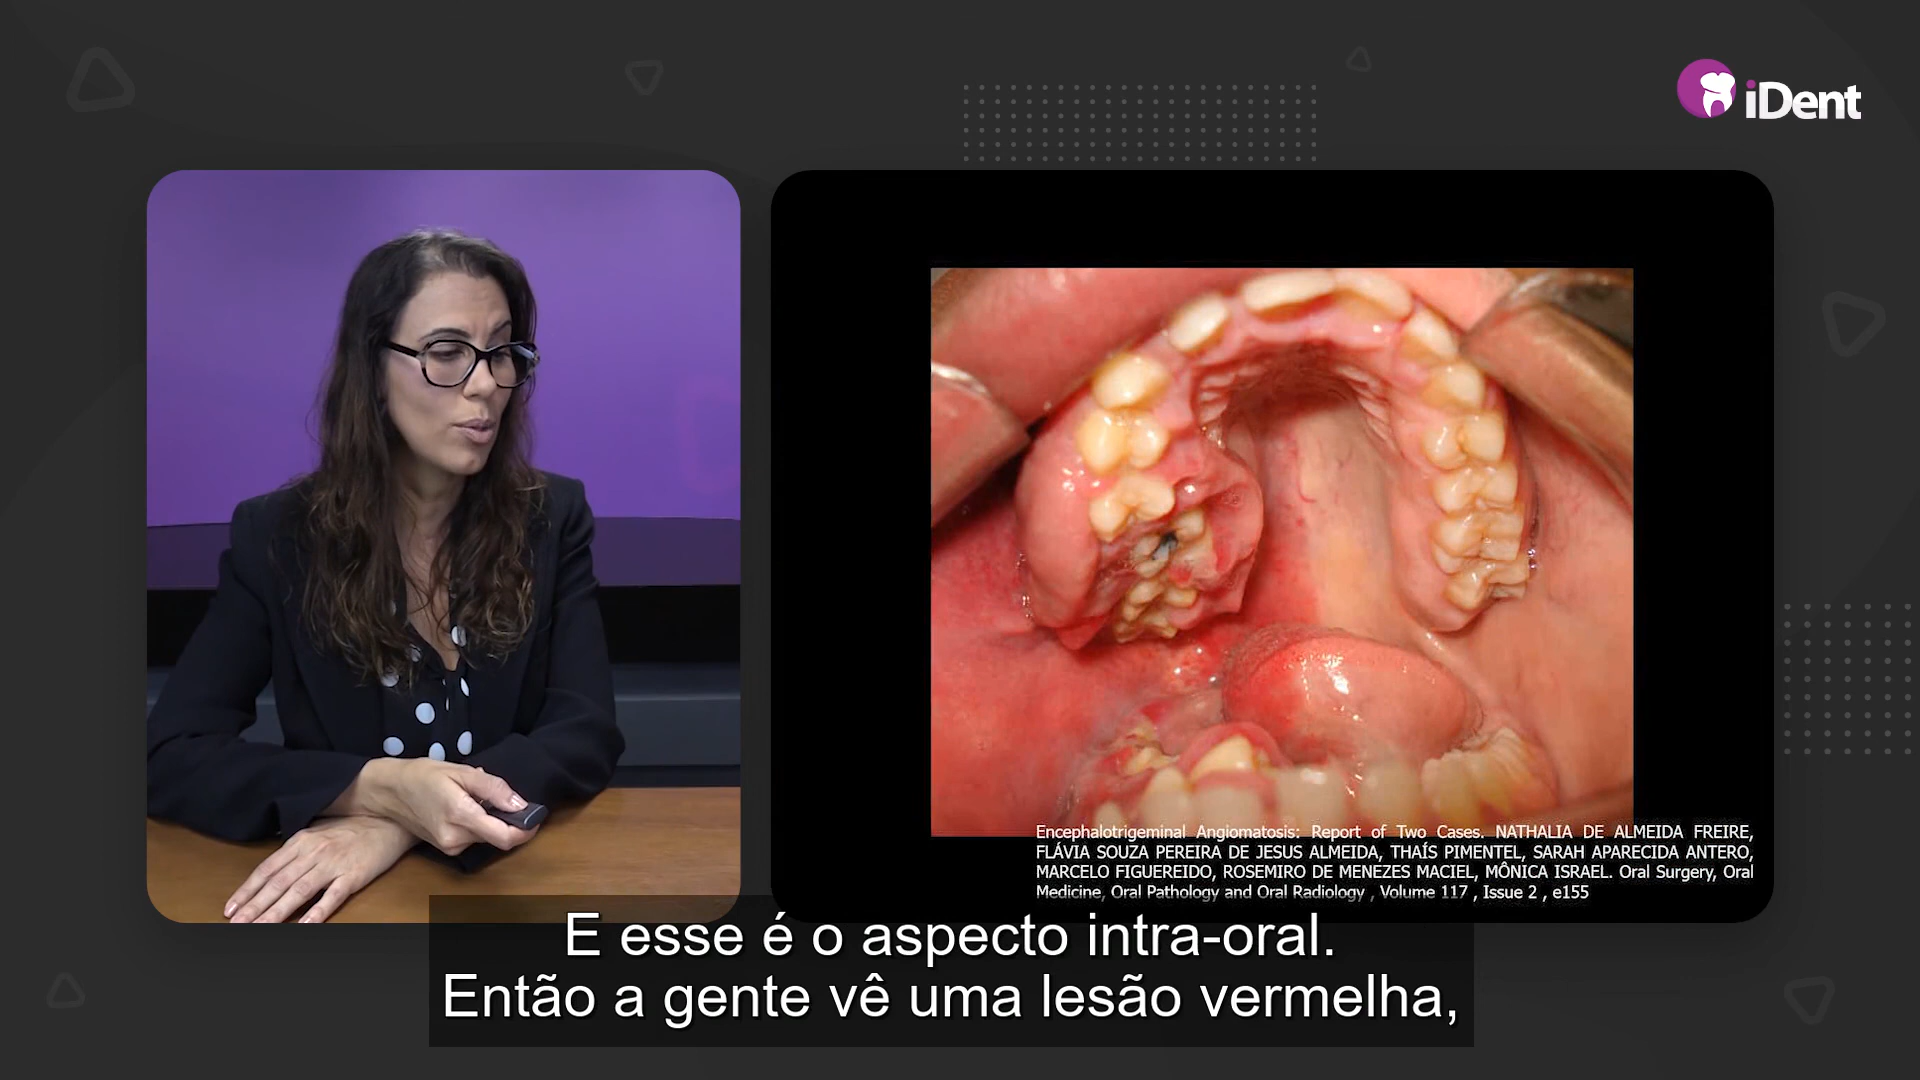 iDent
Encephalotrigeminal Angiomatosis: Report of Two Cases. NATHALIA DE ALMEIDA FREIRE,
FLÁVIA SOUZA PEREIRA DE JESUS ALMEIDA, THAÍS PIMENTEL, SARAH APARECIDA ANTERO,
MARCELO FIGUEREIDO, ROSEMIRO DE MENEZES MACIEL, MÔNICA ISRAEL. Oral Surgery, Oral
Medicine, Oral Pathology and Oral Radiology , Volume 117 , Issue 2 , e155
E esse é o aspecto intra-oral.
Então a gente vê uma lesão vermelha,